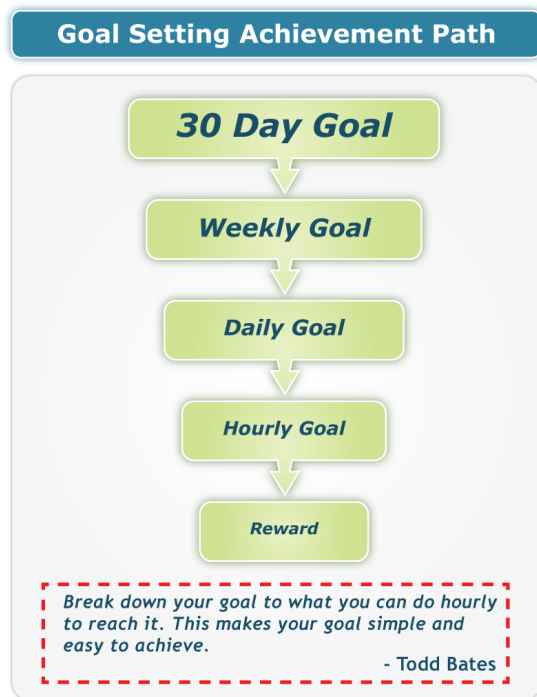 Goal Setting Achievement Path
30 Day Goal
Weekly Goal
Daily Goal
Hourly Goal
Reward
Break down your goal to what you can do hourly
to reach it. This makes your goal simple and
easy to achieve.
- Todd Bates